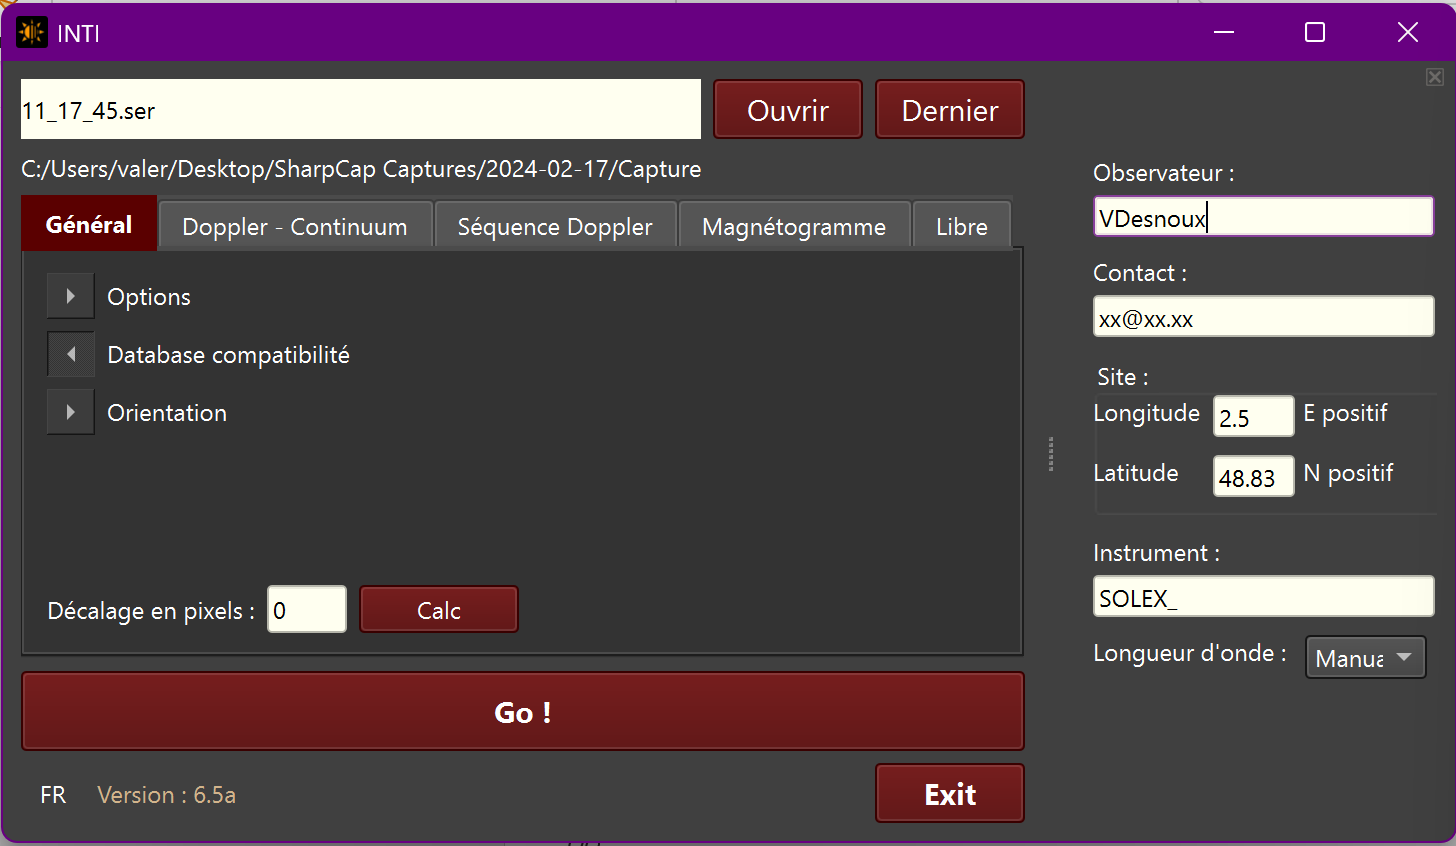 INTI
11_17_45.ser
Ouvrir
Dernier
C:/Users/valer/Desktop/SharpCap Captures/2024-02-17/Capture
Général
Doppler - Continuum
Séquence Doppler
Magnétogramme
Libre
Options
Database compatibilité
Orientation
Décalage en pixels :
0
Calc
Go !
FR
Version : 6.5a
Exit
Observateur :
VDesnoux
Contact :
xx@xx.xx
Site :
Longitude
2.5
E positif
Latitude
48.83
N positif
Instrument :
SOLEX_
Longueur d'onde :
Manua